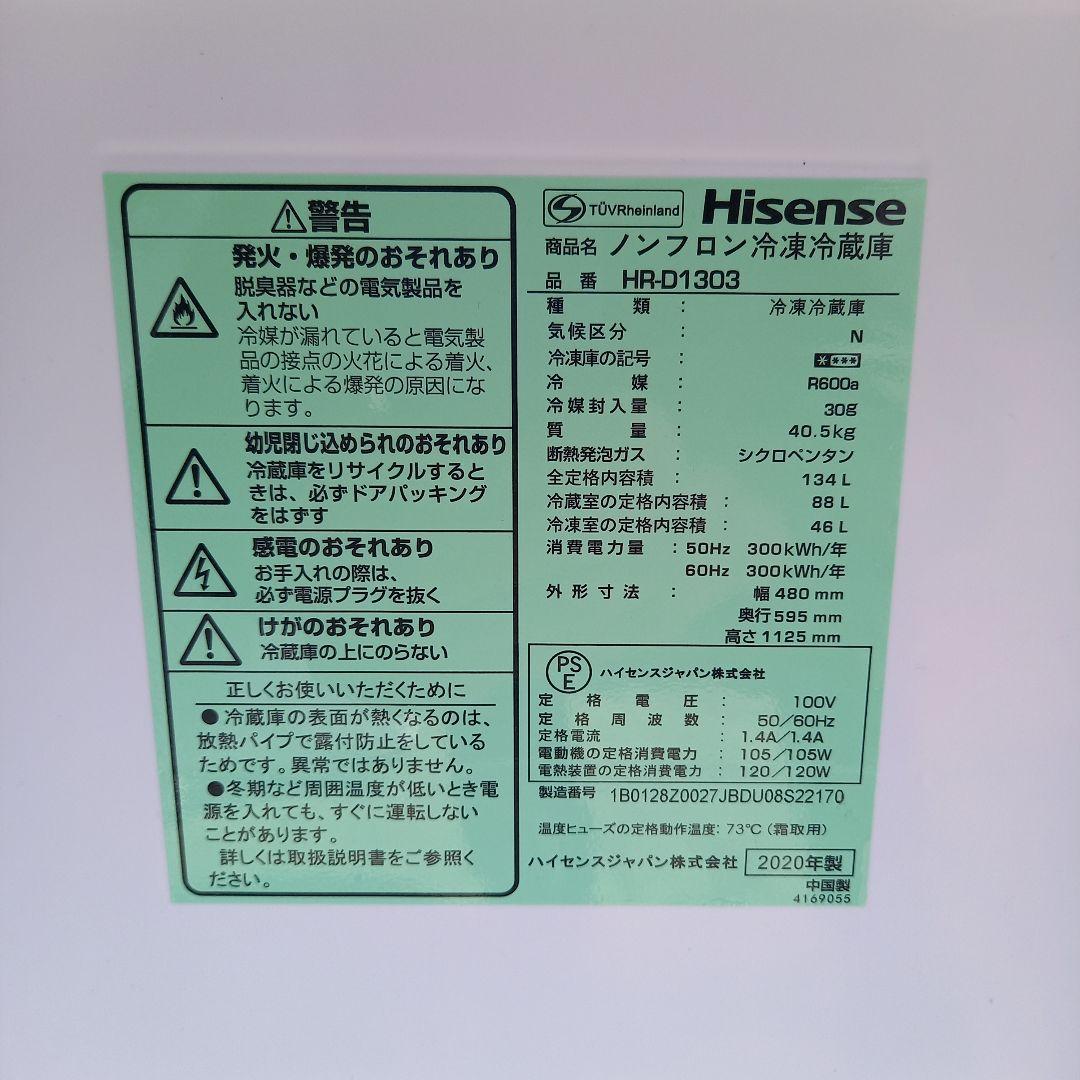 警告
発火・爆発のおそれあり
脱臭器などの電気製品を
入れない
冷媒が漏れていると電気製
品の接点の火花による着火、
着火による爆発の原因にな
ります。
幼児閉じ込められのおそれあり
冷蔵庫をリサイクルすると
きは、必ずドアパッキング
をはずす
感電のおそれあり
お手入れの際は、
必ず電源プラグを抜く
けがのおそれあり
冷蔵庫の上にのらない
正しくお使いいただくために
●冷蔵庫の表面が熱くなるのは、
放熱パイプで露付防止をしている
ためです。異常ではありません。
●冬期など周囲温度が低いとき電
源を入れても、すぐに運転しない
ことがあります。
詳しくは取扱説明書をご参照く
ださい。
TÜVRheinland Hisense
商品名 ノンフロン冷凍冷蔵庫
品番 HR-D1303
種類 : 冷凍冷蔵庫
気候区分 : N
冷凍庫の記号 : ****
冷媒 : R600a
冷媒封入量 : 30g
質量 : 40.5kg
断熱発泡ガス : シクロペンタン
全定格内容積 : 134 L
冷蔵室の定格内容積 : 88 L
冷凍室の定格内容積 : 46 L
消費電力量 : 50Hz 300kWh/年
60Hz 300kWh/年
外形寸法 : 幅 480 mm
奥行 595 mm
高さ 1125 mm
PSE ハイセンスジャパン株式会社
定格電圧 : 100V
定格周波数 : 50/60Hz
定格電流 : 1.4A/1.4A
電動機の定格消費電力 : 105/105W
電熱装置の定格消費電力 : 120/120W
製造番号 1B0128Z0027JBDU08S22170
温度ヒューズの定格動作温度: 73℃(霜取用)
ハイセンスジャパン株式会社 2020年製
中国製
4169055